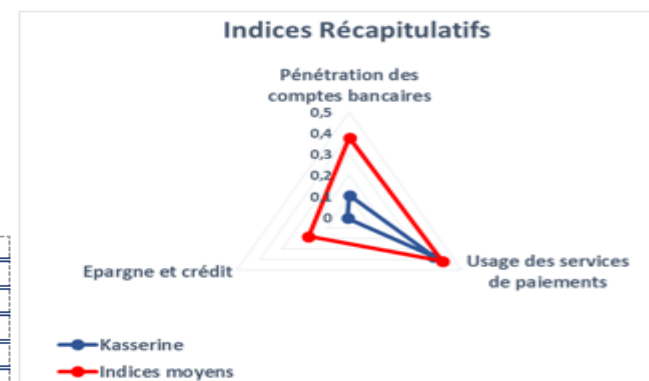 Indices Récapitulatifs
Pénétration des
comptes bancaires
0,5
0,4
0,3
0,2
0,1
0
Usage des services
de paiements
Epargne et crédit
Kasserine
Indices moyens